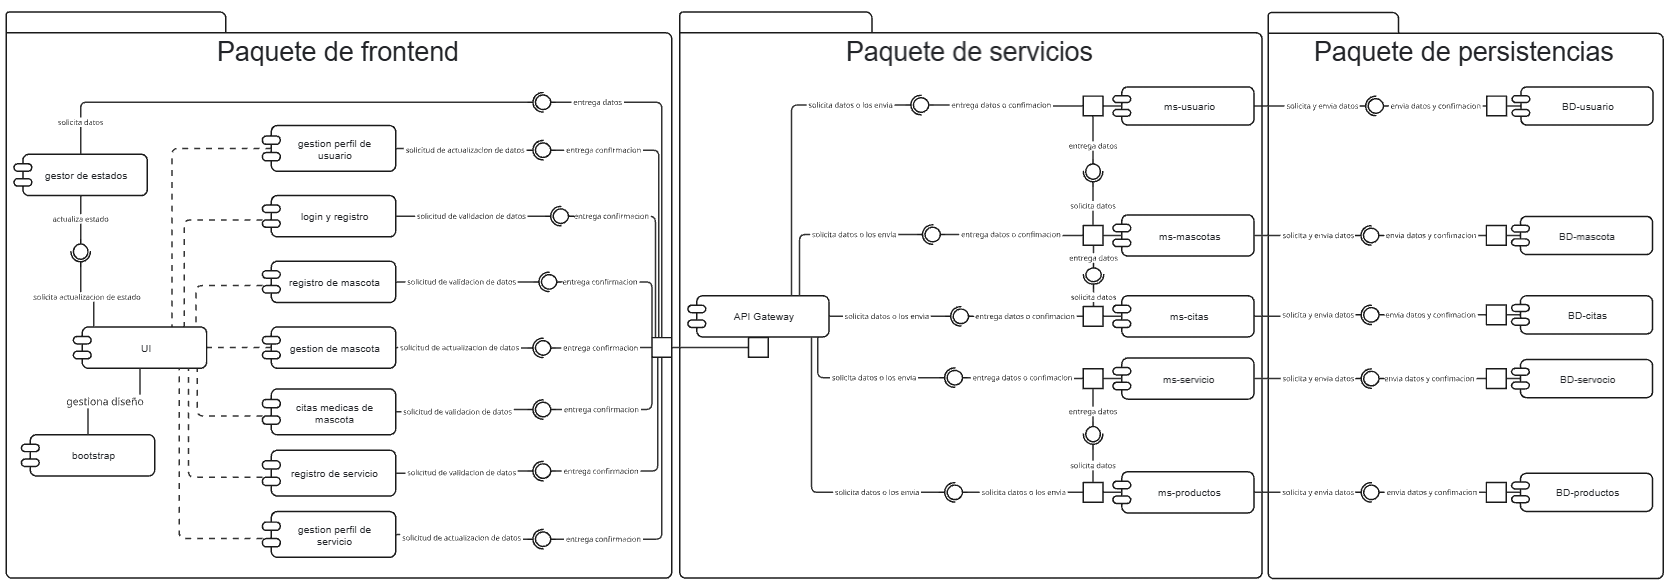 Paquete de frontend
entrega datos
solicita datos
gestor de estados
actualiza estado
solicita actualizacion de estado
UI
gestiona diseño
bootstrap
gestion perfil de
usuario
solicitud de actualizacion de datos
entrega confirmacion
login y registro
solicitud de validacion de datos
entrega confirmacion
registro de mascota
solicitud de validacion de datos
entrega confirmacion
gestion de mascota
solicitud de actualizacion de datos
entrega confirmacion
citas medicas de
mascota
solicitud de validacion de datos
entrega confirmacion
registro de servicio
solicitud de validacion de datos
entrega confirmacion
gestion perfil de
servicio
solicitud de actualizacion de datos
entrega confirmacion
Paquete de servicios
API Gateway
solicita datos o los envia
entrega datos o confimacion
ms-usuario
entrega datos
solicita datos
solicita datos o los envia
entrega datos o confimacion
ms-mascotas
entrega datos
solicita datos
solicita datos o los envia
entrega datos o confimacion
ms-citas
solicita datos o los envia
entrega datos o confimacion
ms-servicio
entrega datos
solicita datos
solicita datos o los envia
solicita datos o los envia
ms-productos
Paquete de persistencias
solicita y envia datos
envia datos y confimacion
BD-usuario
solicita y envia datos
envia datos y confimacion
BD-mascota
solicita y envia datos
envia datos y confimacion
BD-citas
solicita y envia datos
envia datos y confimacion
BD-servocio
solicita y envia datos
envia datos y confimacion
BD-productos